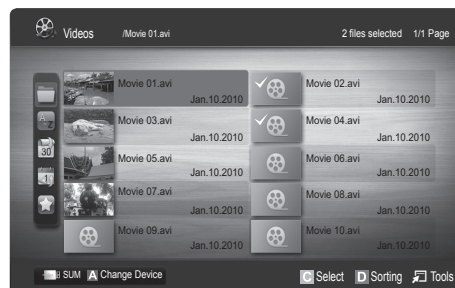 Videos /Movie 01.avi 2 files selected 1/1 Page
Movie 01.avi Movie 02.avi
Jan.10.2010 Jan.10.2010
Movie 03.avi Movie 04.avi
Jan.10.2010 Jan.10.2010
Movie 05.avi Movie 06.avi
Jan.10.2010 Jan.10.2010
Movie 07.avi Movie 08.avi
Jan.10.2010 Jan.10.2010
Movie 09.avi Movie 10.avi
Jan.10.2010 Jan.10.2010
A
30
1
SUM A Change Device C Select D Sorting Tools